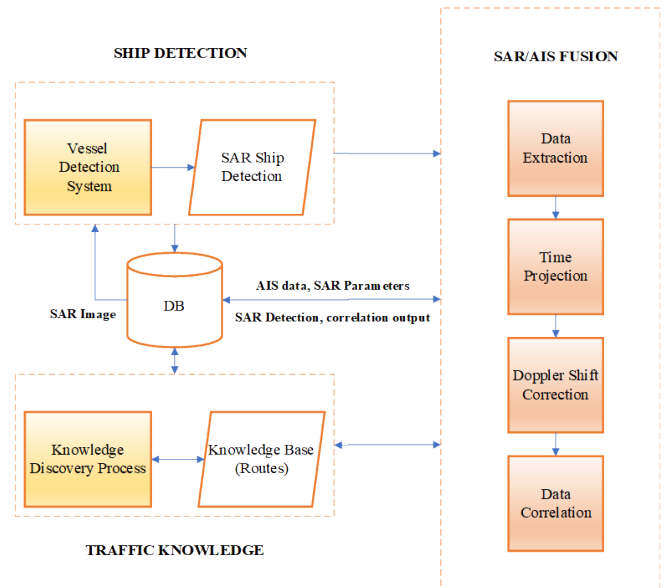 SHIP DETECTION
Vessel
Detection
System
SAR Ship
Detection
DB
SAR Image
AIS data, SAR Parameters
SAR Detection, correlation output
Knowledge
Discovery Process
Knowledge Base
(Routes)
TRAFFIC KNOWLEDGE
SAR/AIS FUSION
Data
Extraction
Time
Projection
Doppler Shift
Correction
Data
Correlation